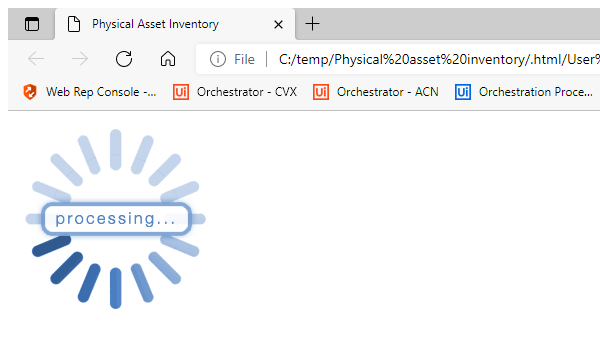 Physical Asset Inventory
File C:/temp/Physical%20asset%20inventory/.html/User%
Web Rep Console -... Ui Orchestrator - CVX Ui Orchestrator - ACN Ui Orchestration Proce...
processing...